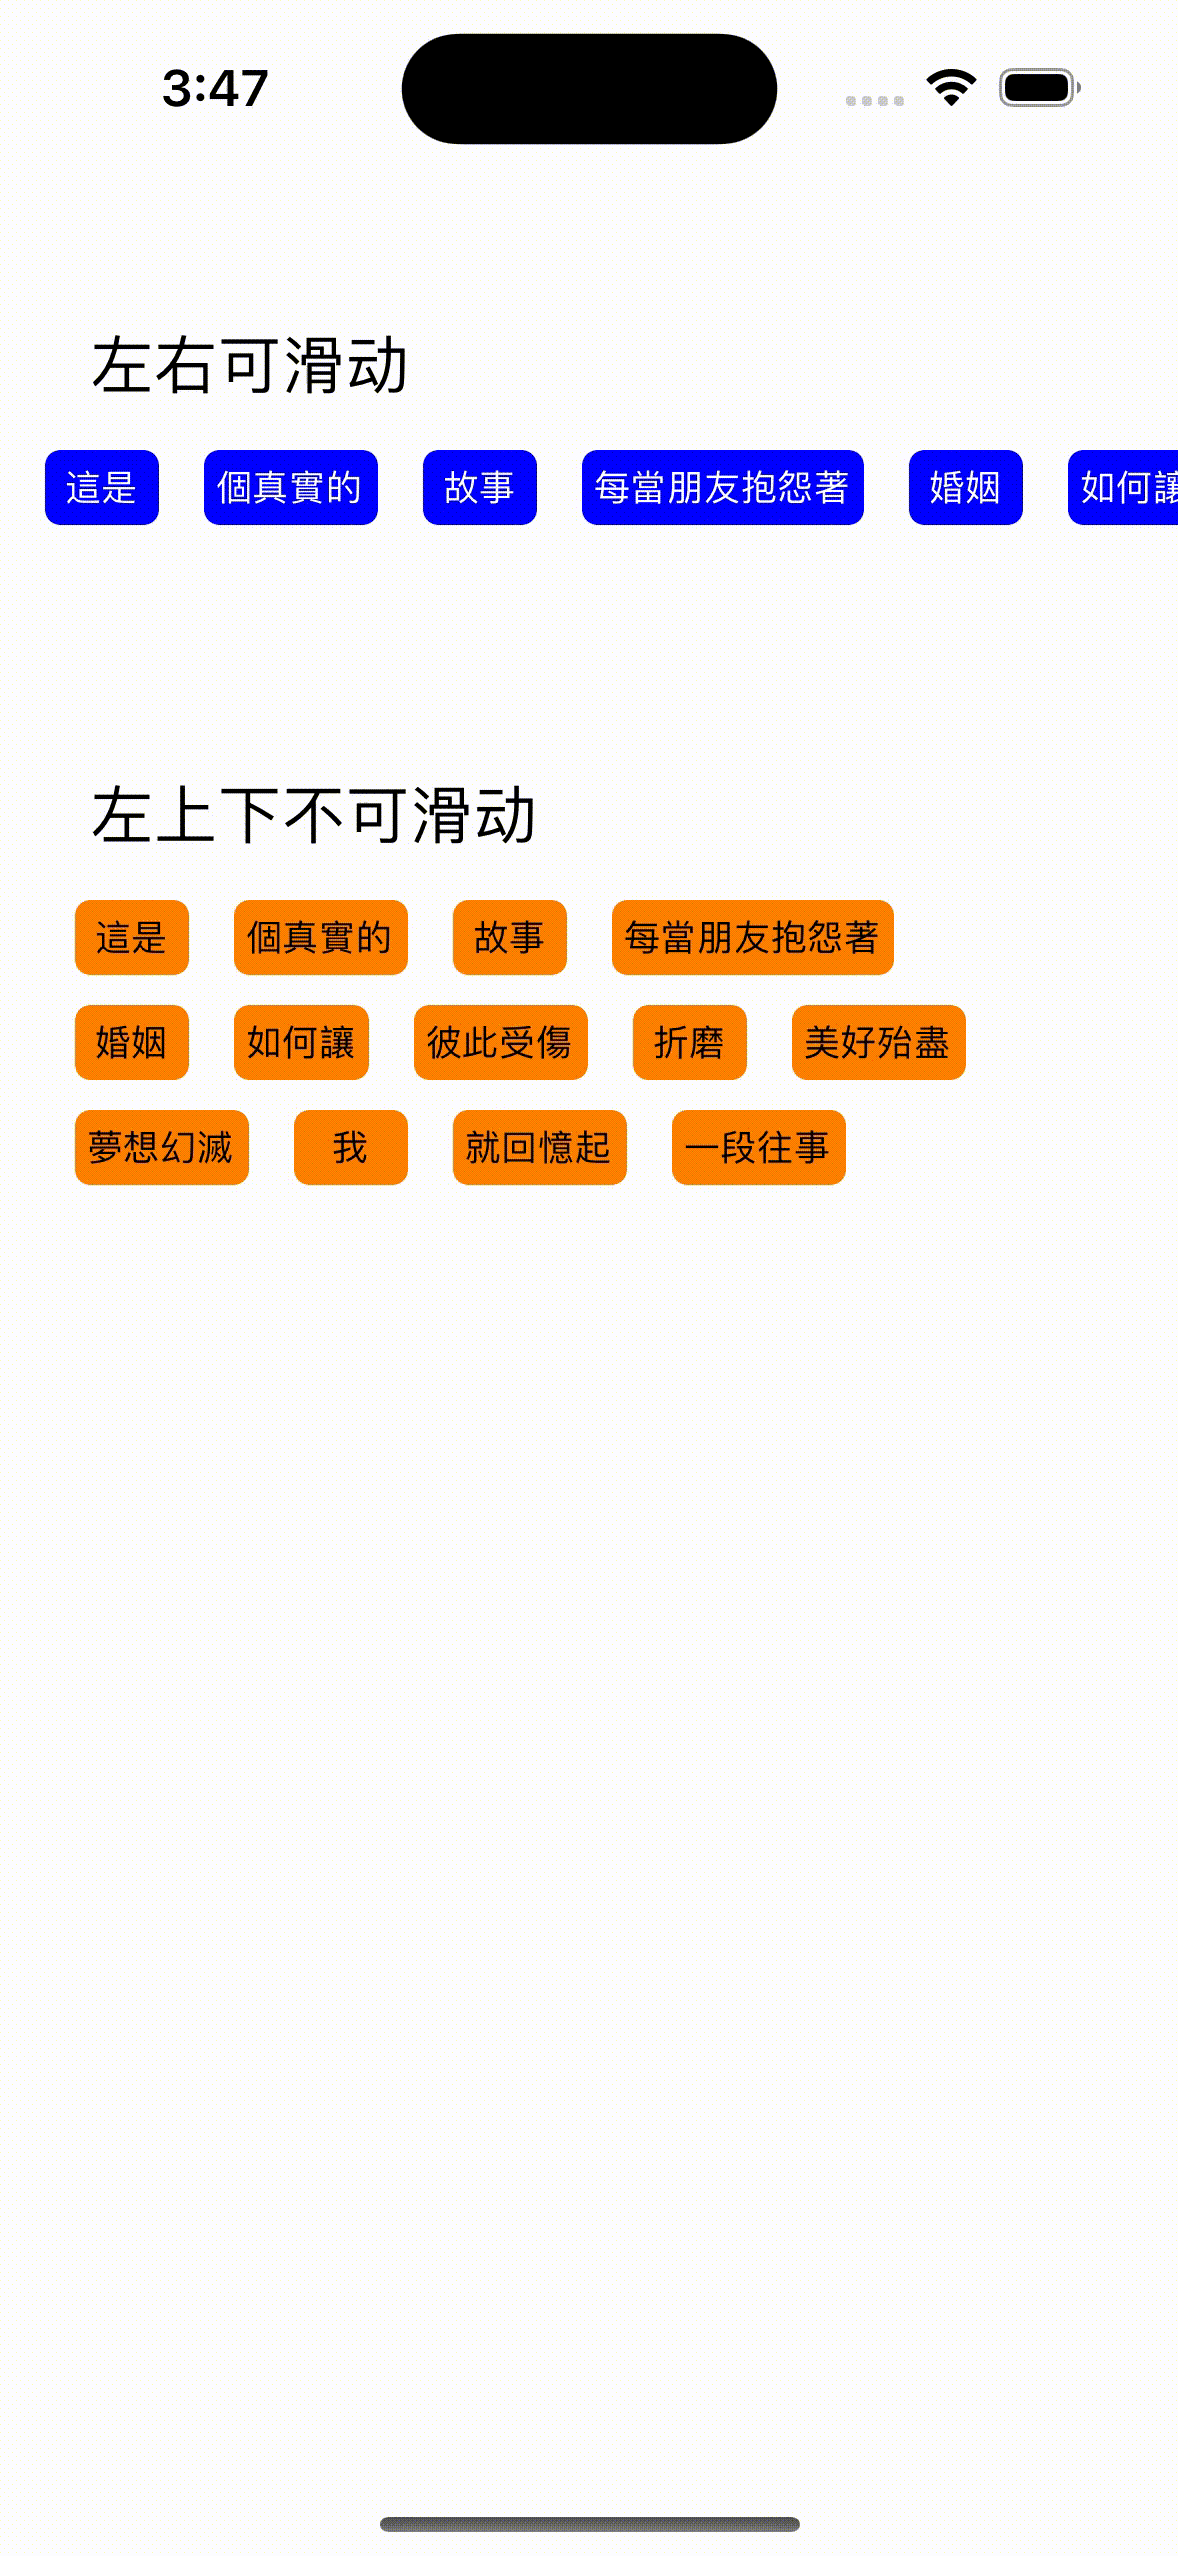 3:47
左右可滑动
這是 個真實的 故事 每當朋友抱怨著 婚姻 如何讓
左上下不可滑动
這是 個真實的 故事 每當朋友抱怨著
婚姻 如何讓 彼此受傷 折磨 美好殆盡
夢想幻滅 我 就回憶起 一段往事